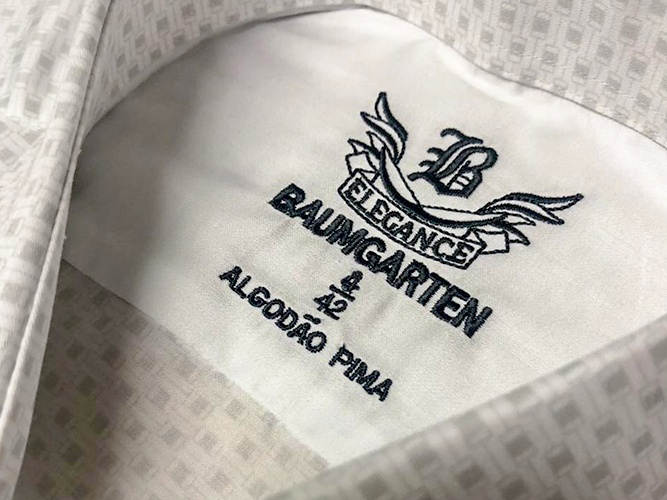 B
ELEGANCE
BAUMGARTEN
4
42
ALGODÃO PIMA